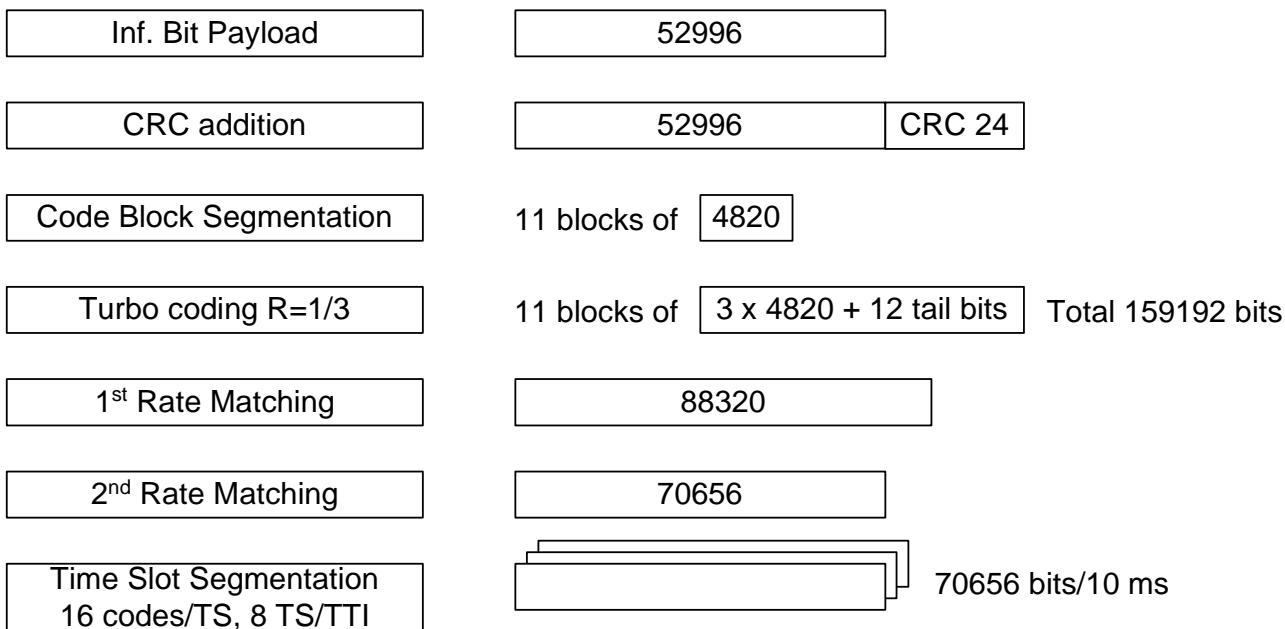 Inf. Bit Payload 52996
CRC addition 52996 CRC 24
Code Block Segmentation 11 blocks of 4820
Turbo coding R=1/3 11 blocks of 3 x 4820 + 12 tail bits Total 159192 bits
1st Rate Matching 88320
2nd Rate Matching 70656
Time Slot Segmentation
16 codes/TS, 8 TS/TTI
70656 bits/10 ms